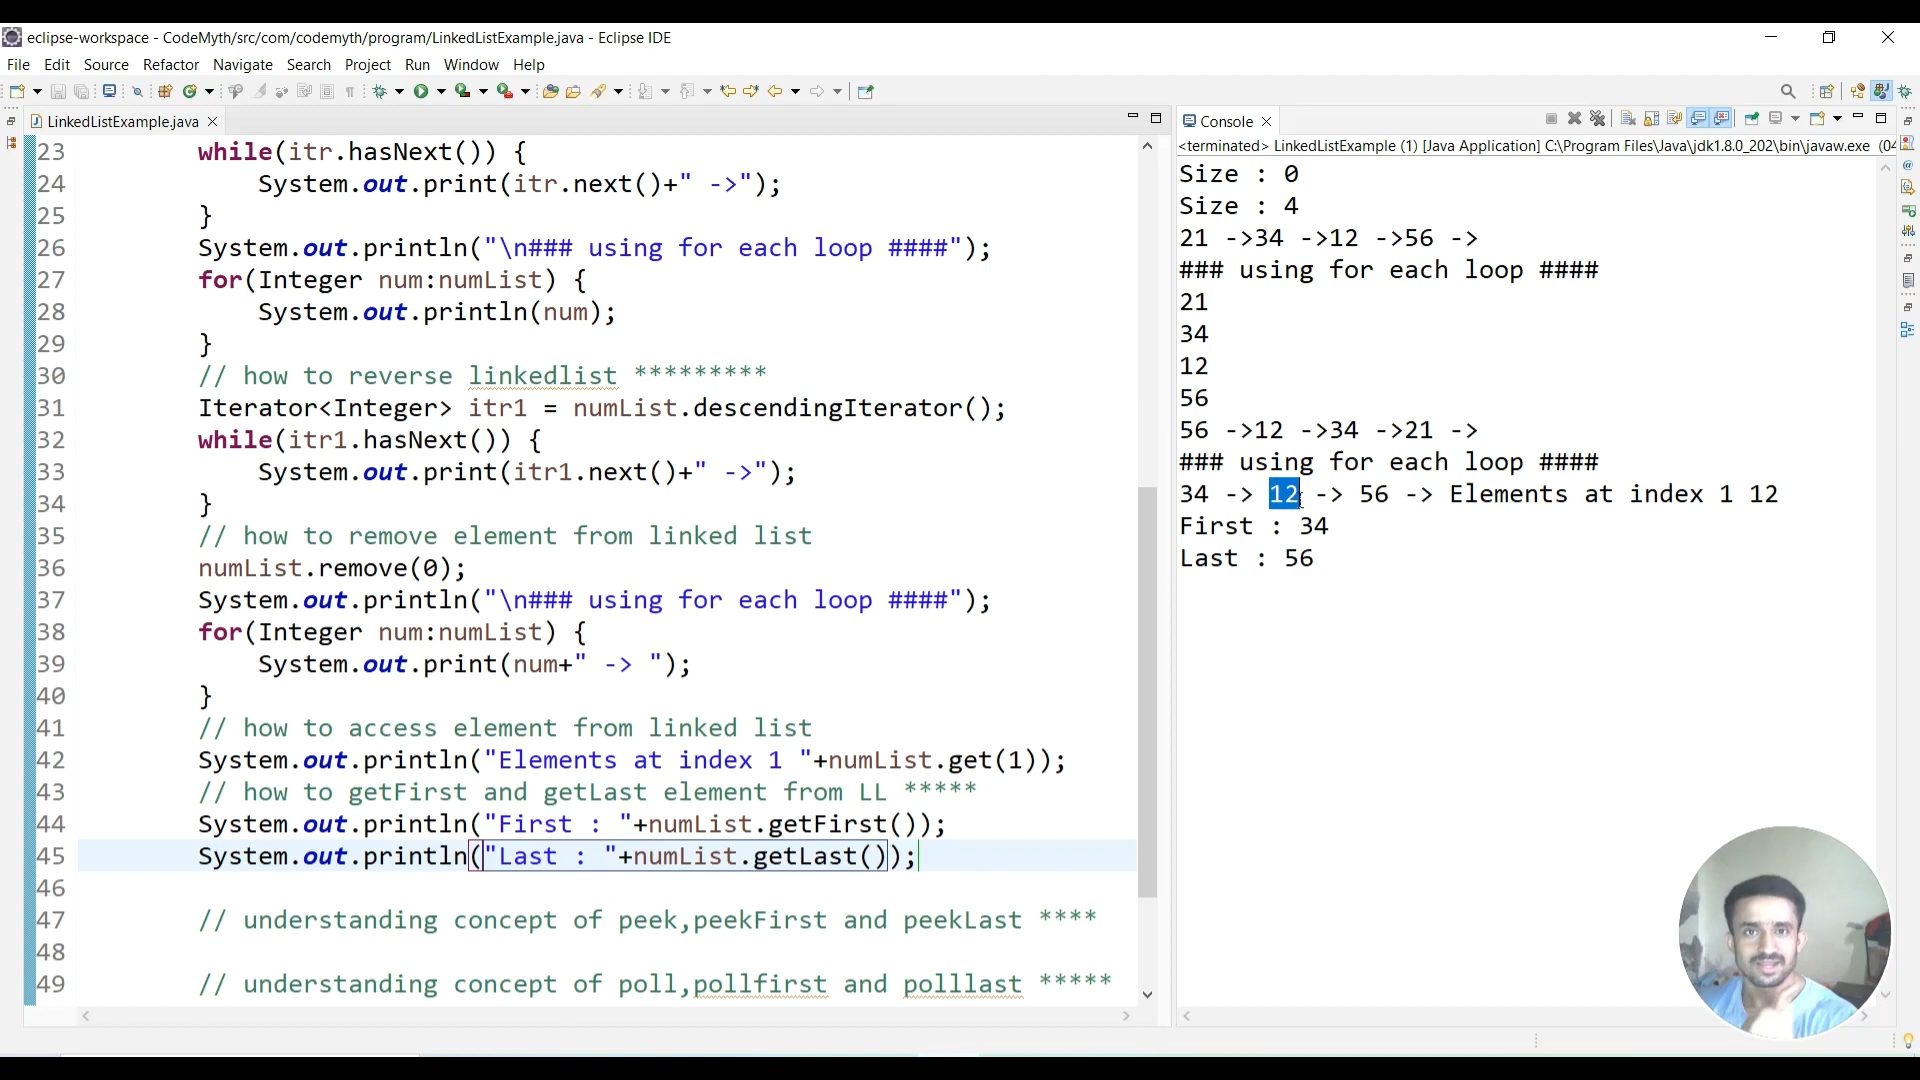 eclipse-workspace - CodeMyth/src/com/codemyth/program/LinkedListExample.java - Eclipse IDE
File Edit Source Refactor Navigate Search Project Run Window Help
LinkedListExample.java
23 while(itr.hasNext()) {
24 System.out.print(itr.next()+" ->");
25 }
26 System.out.println("\n### using for each loop ####");
27 for(Integer num:numList) {
28 System.out.println(num);
29 }
30 // how to reverse linkedlist *********
31 Iterator<Integer> itr1 = numList.descendingIterator();
32 while(itr1.hasNext()) {
33 System.out.print(itr1.next()+" ->");
34 }
35 // how to remove element from linked list
36 numList.remove(0);
37 System.out.println("\n### using for each loop ####");
38 for(Integer num:numList) {
39 System.out.print(num+" -> ");
40 }
41 // how to access element from linked list
42 System.out.println("Elements at index 1 "+numList.get(1));
43 // how to getFirst and getLast element from LL *****
44 System.out.println("First : "+numList.getFirst());
45 System.out.println("Last : "+numList.getLast());
46
47 // understanding concept of peek,peekFirst and peekLast ****
48
49 // understanding concept of poll,pollfirst and polllast *****
Console
<terminated> LinkedListExample (1) [Java Application] C:\Program Files\Java\jdk1.8.0_202\bin\javaw.exe (04
Size : 0
Size : 4
21 ->34 ->12 ->56 ->
### using for each loop ####
21
34
12
56
56 ->12 ->34 ->21 ->
### using for each loop ####
34 -> 12 -> 56 -> Elements at index 1 12
First : 34
Last : 56